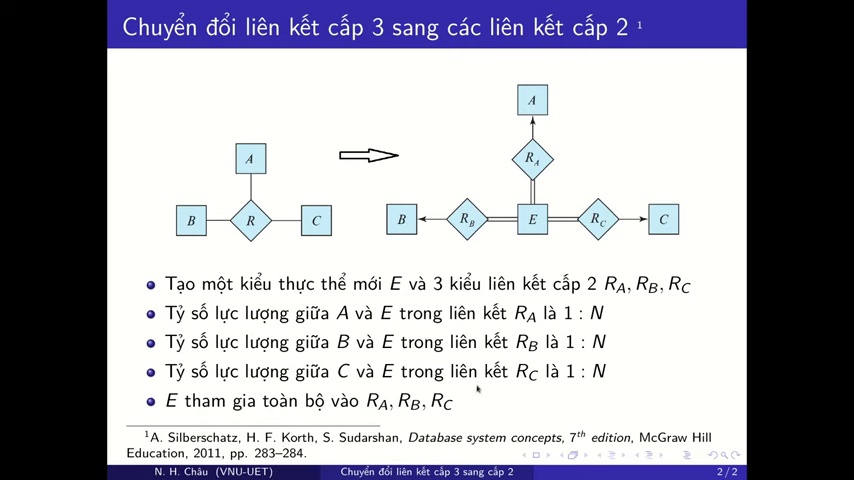 Chuyển đổi liên kết cấp 3 sang các liên kết cấp 2 ¹
A
B R C
A
R_A
B R_B E R_C C
Tạo một kiểu thực thể mới E và 3 kiểu liên kết cấp 2 R_A, R_B, R_C
Tỷ số lực lượng giữa A và E trong liên kết R_A là 1 : N
Tỷ số lực lượng giữa B và E trong liên kết R_B là 1 : N
Tỷ số lực lượng giữa C và E trong liên kết R_C là 1 : N
E tham gia toàn bộ vào R_A, R_B, R_C
¹A. Silberschatz, H. F. Korth, S. Sudarshan, Database system concepts, 7th edition, McGraw Hill
Education, 2011, pp. 283–284.
N. H. Châu (VNU-UET) Chuyển đổi liên kết cấp 3 sang cấp 2 2 / 2